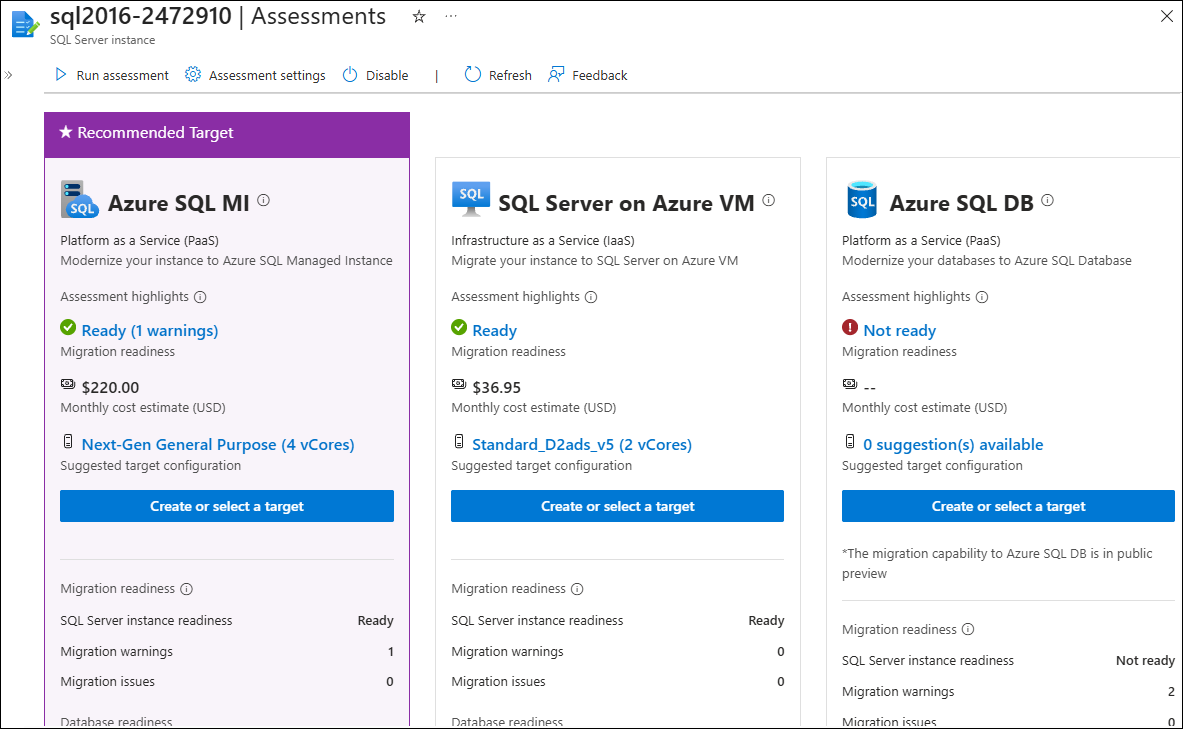 sql2016-2472910 | Assessments
SQL Server instance
Run assessment
Assessment settings
Disable
Refresh
Feedback
Recommended Target
SQL
Azure SQL MI
Platform as a Service (PaaS)
Modernize your instance to Azure SQL Managed Instance
Assessment highlights
Ready (1 warnings)
Migration readiness
$220.00
Monthly cost estimate (USD)
Next-Gen General Purpose (4 vCores)
Suggested target configuration
Create or select a target
Migration readiness
SQL Server instance readiness Ready
Migration warnings 1
Migration issues 0
Database readiness
SQL
SQL Server on Azure VM
Infrastructure as a Service (IaaS)
Migrate your instance to SQL Server on Azure VM
Assessment highlights
Ready
Migration readiness
$36.95
Monthly cost estimate (USD)
Standard_D2ads_v5 (2 vCores)
Suggested target configuration
Create or select a target
Migration readiness
SQL Server instance readiness Ready
Migration warnings 0
Migration issues 0
Database readiness
SQL
Azure SQL DB
Platform as a Service (PaaS)
Modernize your databases to Azure SQL Database
Assessment highlights
Not ready
Migration readiness
--
Monthly cost estimate (USD)
0 suggestion(s) available
Suggested target configuration
Create or select a target
*The migration capability to Azure SQL DB is in public
preview
Migration readiness
SQL Server instance readiness Not ready
Migration warnings 2
Migration issues 0